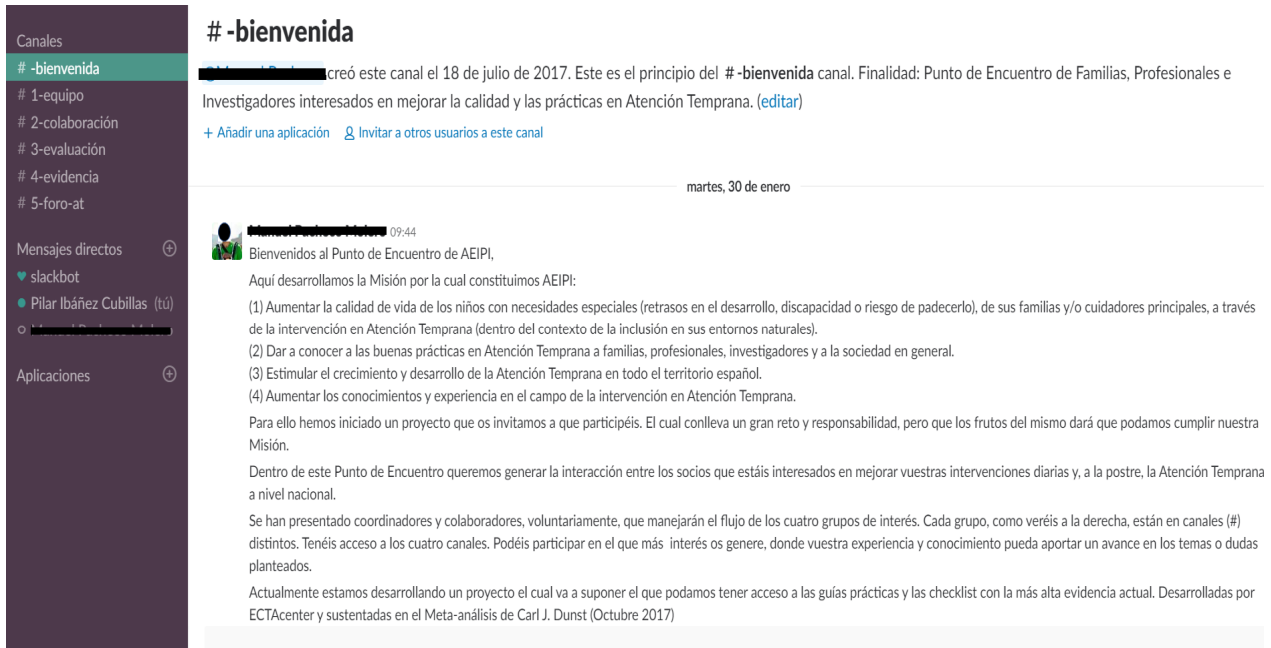 Canales
# -bienvenida
# 1-equipo
# 2-colaboración
# 3-evaluación
# 4-evidencia
# 5-foro-at
Mensajes directos
slackbot
Pilar Ibáñez Cubillas (tú)
Aplicaciones
# -bienvenida
creó este canal el 18 de julio de 2017. Este es el principio del # -bienvenida canal. Finalidad: Punto de Encuentro de Familias, Profesionales e
Investigadores interesados en mejorar la calidad y las prácticas en Atención Temprana. (editar)
+ Añadir una aplicación Invitar a otros usuarios a este canal
martes, 30 de enero
09:44
Bienvenidos al Punto de Encuentro de AEIPI,
Aquí desarrollamos la Misión por la cual constituimos AEIPI:
(1) Aumentar la calidad de vida de los niños con necesidades especiales (retrasos en el desarrollo, discapacidad o riesgo de padecerlo), de sus familias y/o cuidadores principales, a través
de la intervención en Atención Temprana (dentro del contexto de la inclusión en sus entornos naturales).
(2) Dar a conocer a las buenas prácticas en Atención Temprana a familias, profesionales, investigadores y a la sociedad en general.
(3) Estimular el crecimiento y desarrollo de la Atención Temprana en todo el territorio español.
(4) Aumentar los conocimientos y experiencia en el campo de la intervención en Atención Temprana.
Para ello hemos iniciado un proyecto que os invitamos a que participéis. El cual conlleva un gran reto y responsabilidad, pero que los frutos del mismo dará que podamos cumplir nuestra
Misión.
Dentro de este Punto de Encuentro queremos generar la interacción entre los socios que estáis interesados en mejorar vuestras intervenciones diarias y, a la postre, la Atención Temprana
a nivel nacional.
Se han presentado coordinadores y colaboradores, voluntariamente, que manejarán el flujo de los cuatro grupos de interés. Cada grupo, como veréis a la derecha, están en canales (#)
distintos. Tenéis acceso a los cuatro canales. Podéis participar en el que más interés os genere, donde vuestra experiencia y conocimiento pueda aportar un avance en los temas o dudas
planteados.
Actualmente estamos desarrollando un proyecto el cual va a suponer el que podamos tener acceso a las guías prácticas y las checklist con la más alta evidencia actual. Desarrolladas por
ECTAcenter y sustentadas en el Meta-análisis de Carl J. Dunst (Octubre 2017)